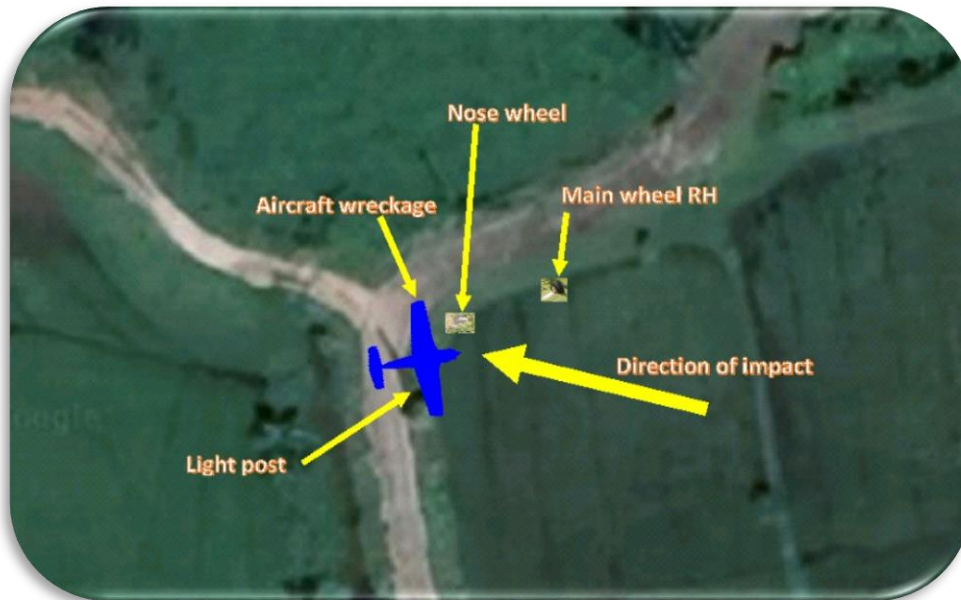 Nose wheel
Main wheel RH
Aircraft wreckage
Direction of impact
Light post